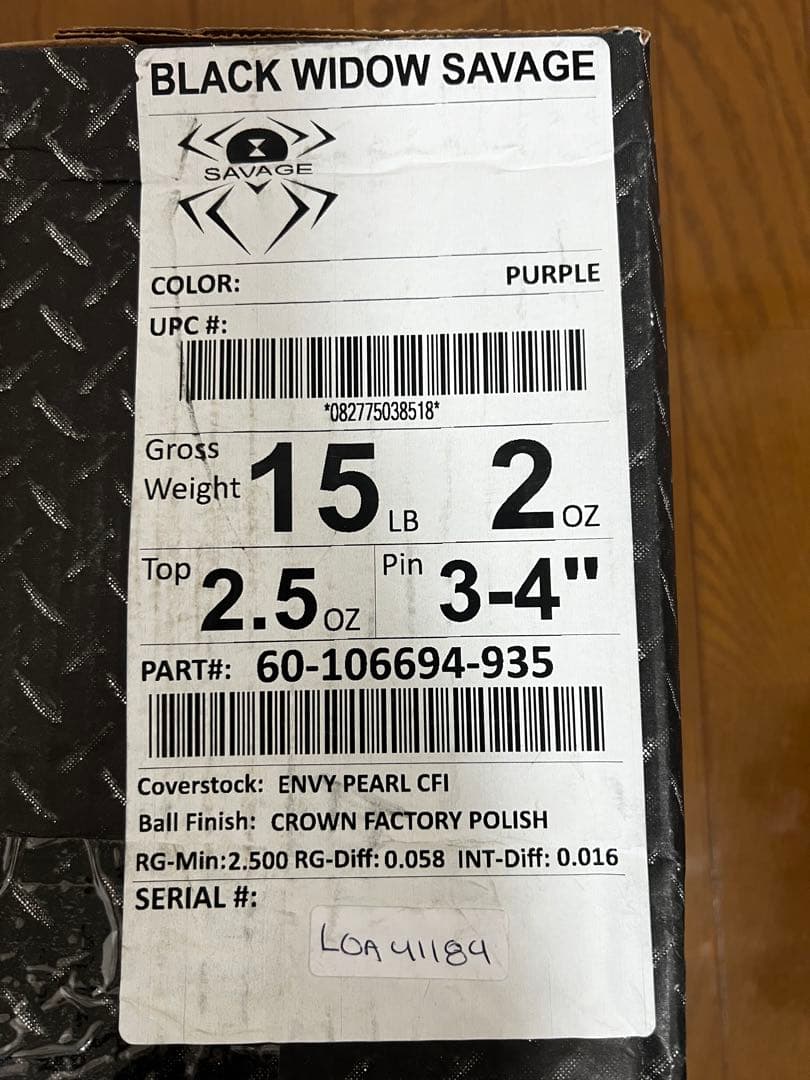 BLACK WIDOW SAVAGE
SAVAGE
COLOR: PURPLE
UPC #:
*082775038518*
Gross Weight 15 LB 2 OZ
Top 2.5 OZ Pin 3-4"
PART#: 60-106694-935
Coverstock: ENVY PEARL CFI
Ball Finish: CROWN FACTORY POLISH
RG-Min:2.500 RG-Diff: 0.058 INT-Diff: 0.016
SERIAL #:
LOA41184